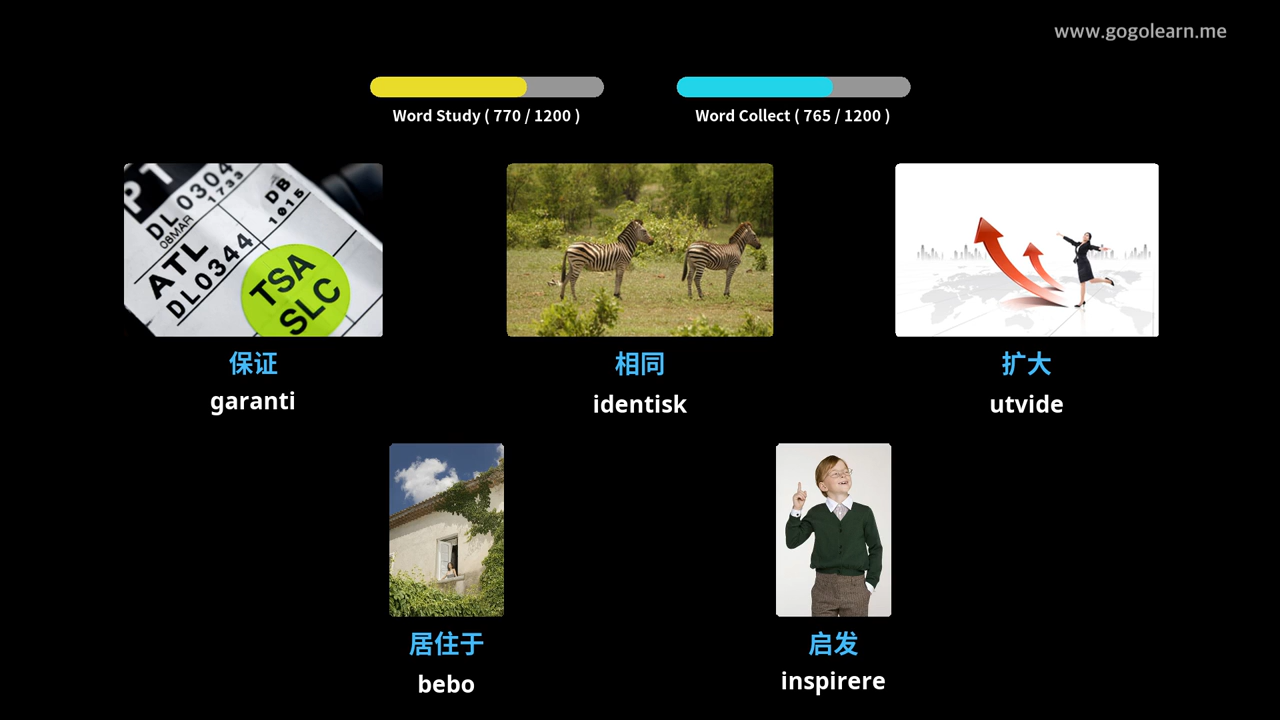 www.gogolearn.me
Word Study ( 770 / 1200 )
Word Collect ( 765 / 1200 )
PT
DL0304
1733
08MAR
DB
1015
ATL
DL0344
TSA
SLC
保证
相同
扩大
garanti
identisk
utvide
居住于
启发
bebo
inspirere